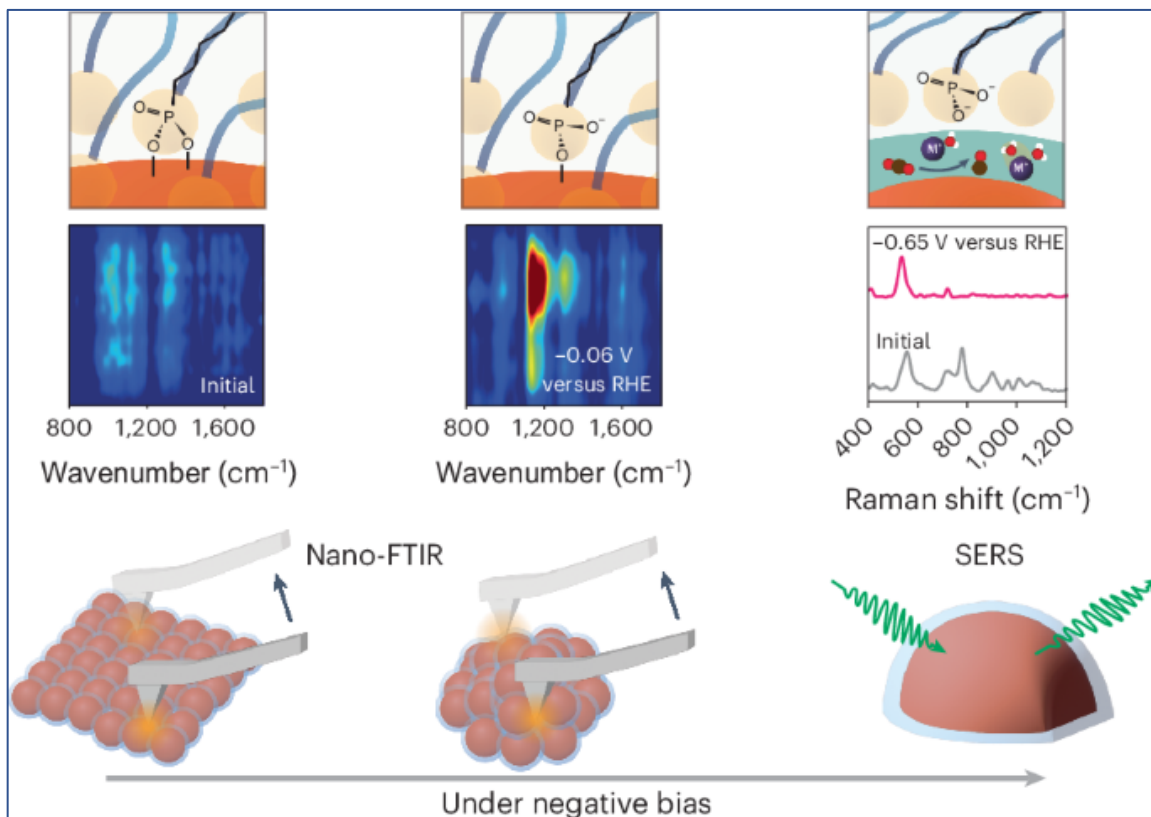 O
P
O
O
O
P
O⁻
O
O
P
O⁻
O⁻
M⁺
M⁺
Initial
−0.06 V
versus RHE
−0.65 V versus RHE
Initial
800 1,200 1,600
800 1,200 1,600
400 600 800 1,000 1,200
Wavenumber (cm⁻¹)
Wavenumber (cm⁻¹)
Raman shift (cm⁻¹)
Nano-FTIR
SERS
Under negative bias